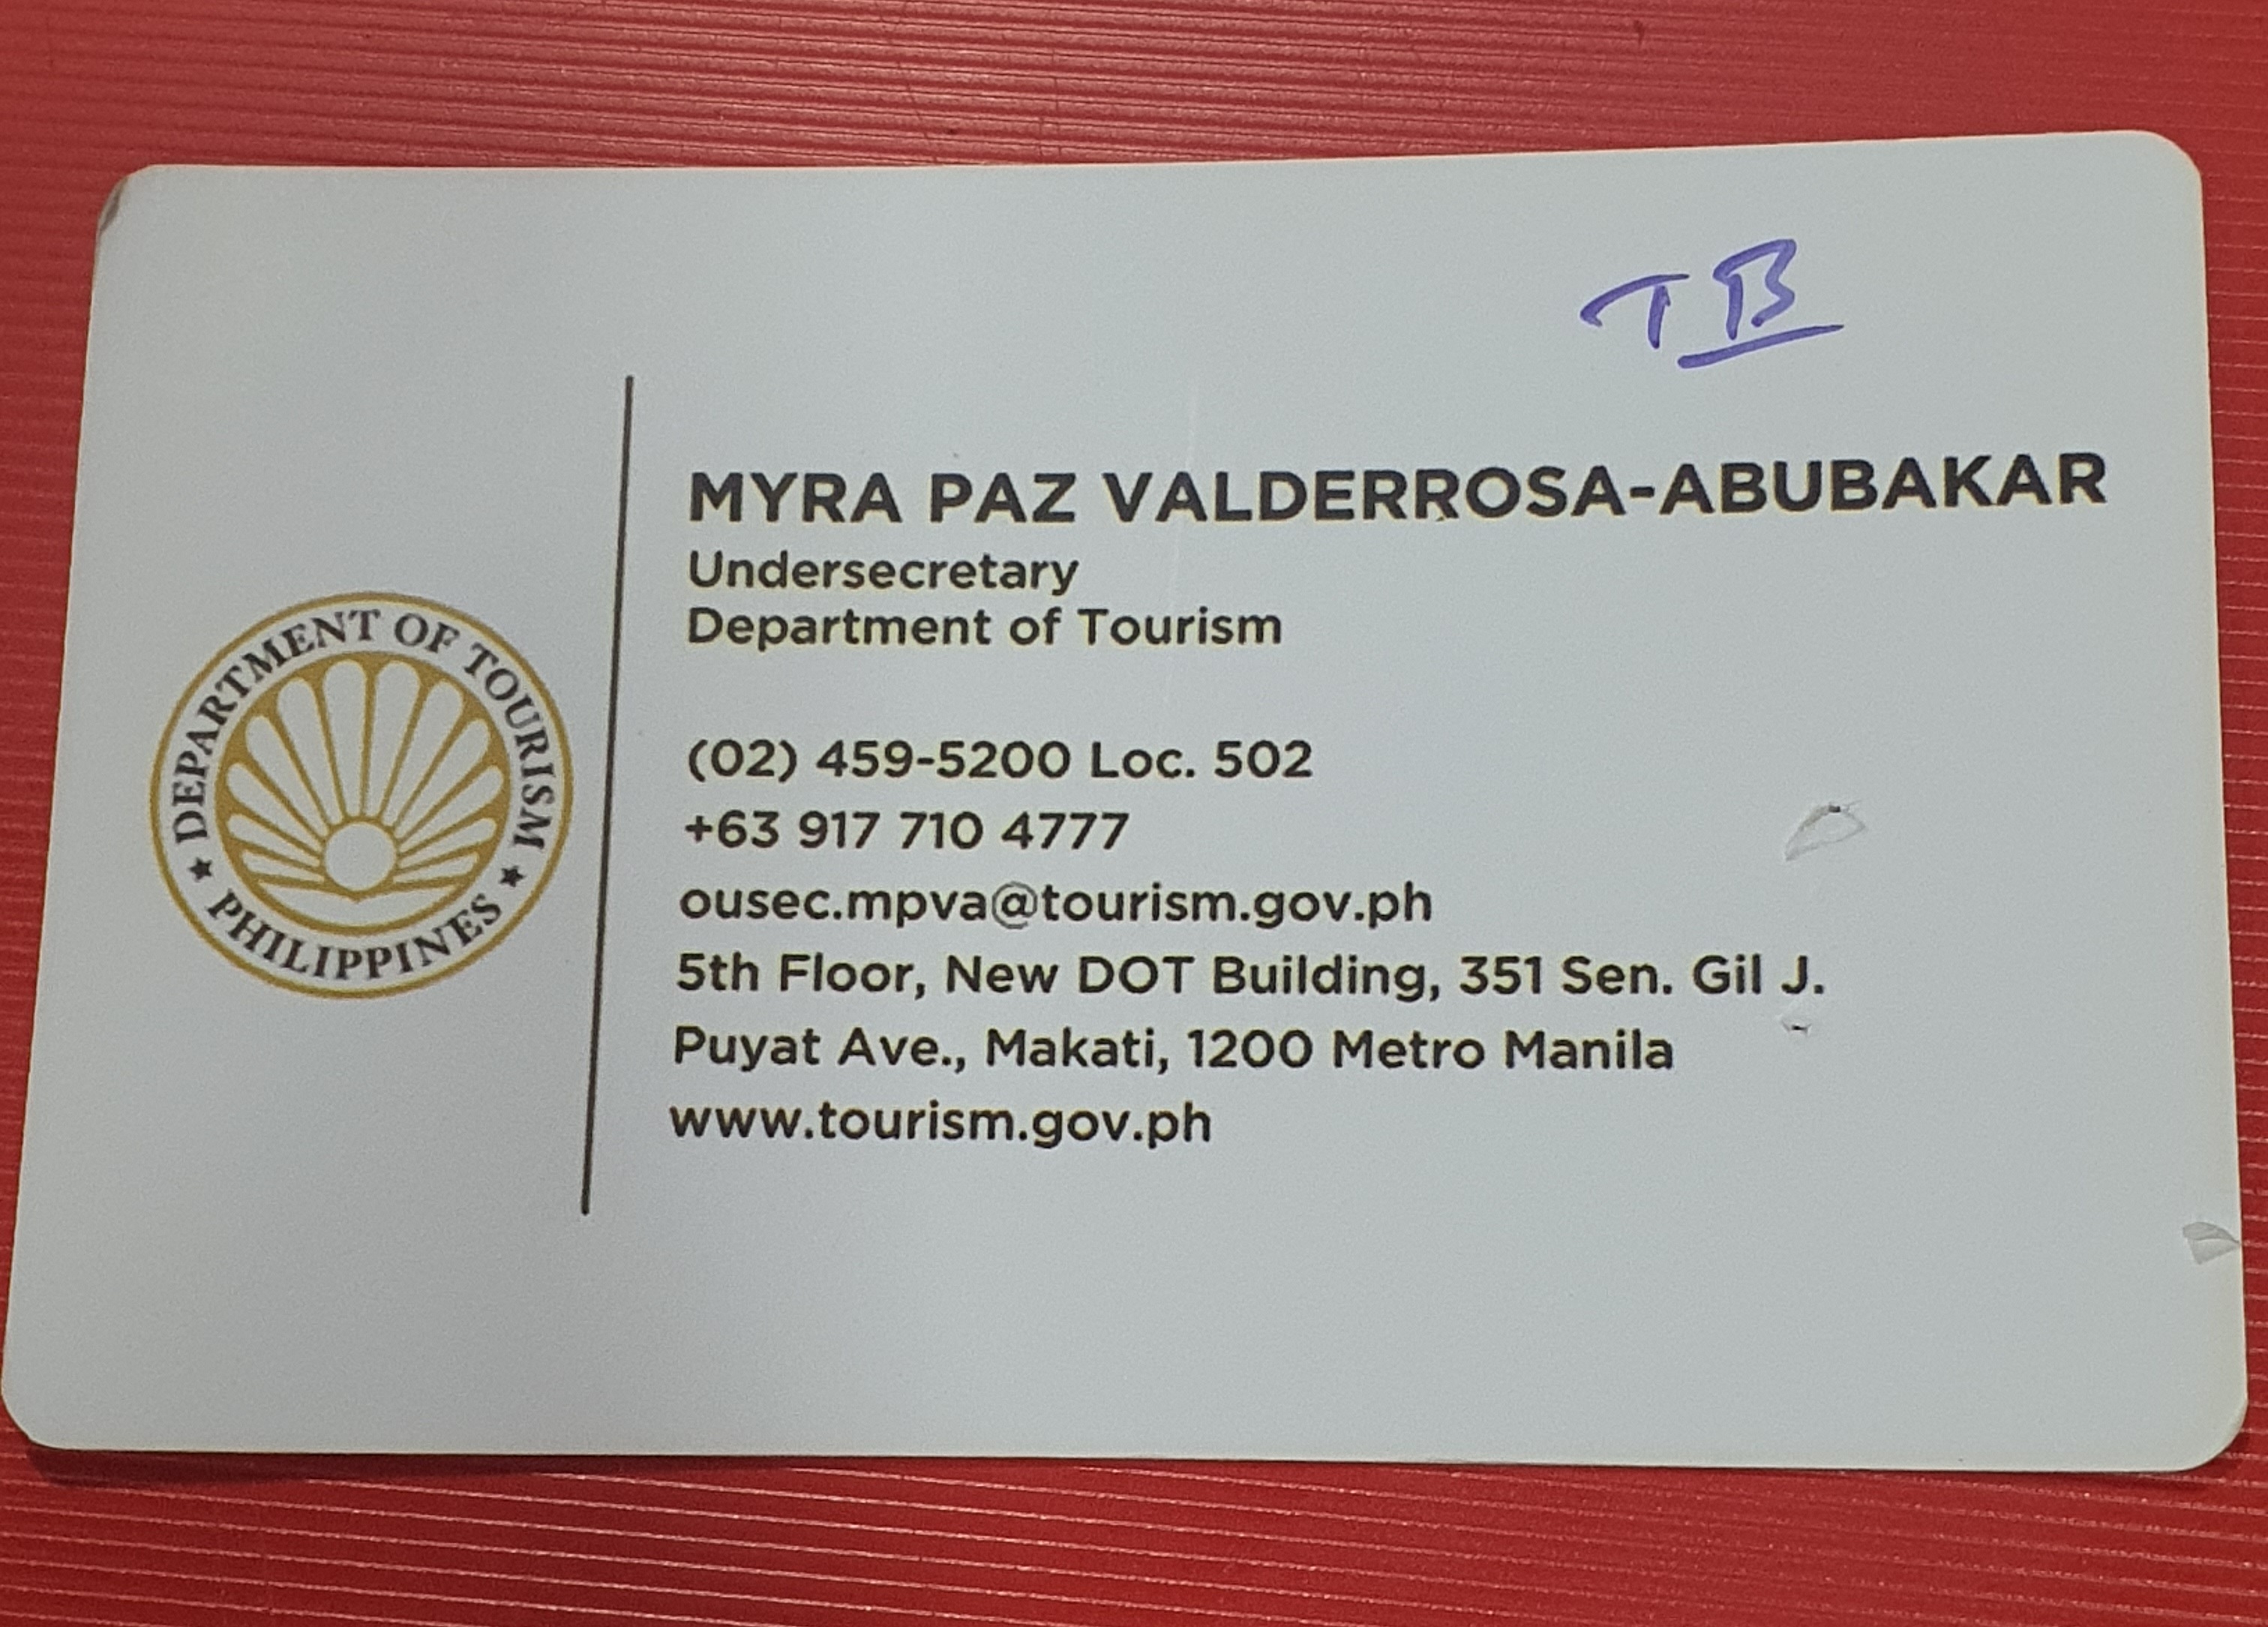 TB
DEPARTMENT OF TOURISM
PHILIPPINES
MYRA PAZ VALDERROSA-ABUBAKAR
Undersecretary
Department of Tourism
(02) 459-5200 Loc. 502
+63 917 710 4777
ousec.mpva@tourism.gov.ph
5th Floor, New DOT Building, 351 Sen. Gil J.
Puyat Ave., Makati, 1200 Metro Manila
www.tourism.gov.ph